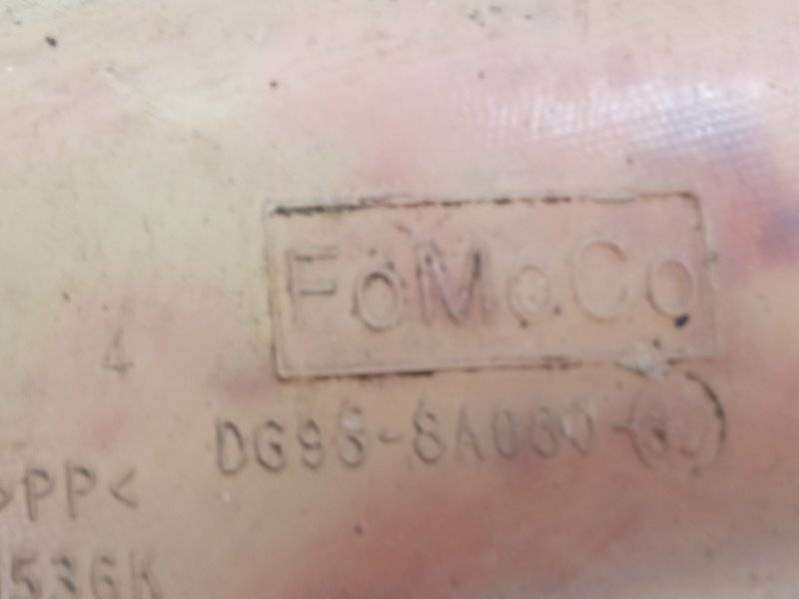 FoMoCo
4
DG93-8A080-
>PP<